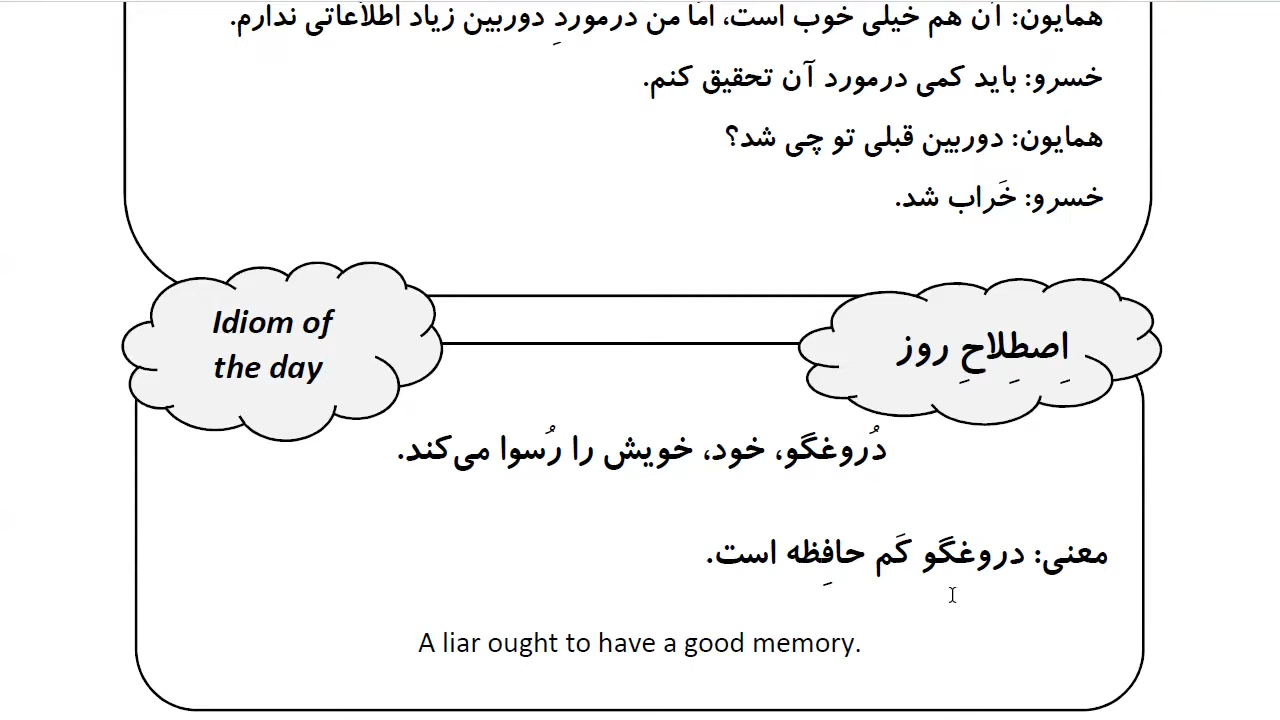 همایون: آن هم خیلی خوب است، امّا من درموردِ دوربین زیاد اطلاعاتی ندارم.
خسرو: باید کمی درمورد آن تحقیق کنم.
همایون: دوربین قبلی تو چی شد؟
خسرو: خَراب شد.
Idiom of
the day
اِصطِلاحِ روز
دُروغگو، خود، خویش را رُسوا می‌کند.
معنی: دروغگو کَم حافِظه است.
A liar ought to have a good memory.